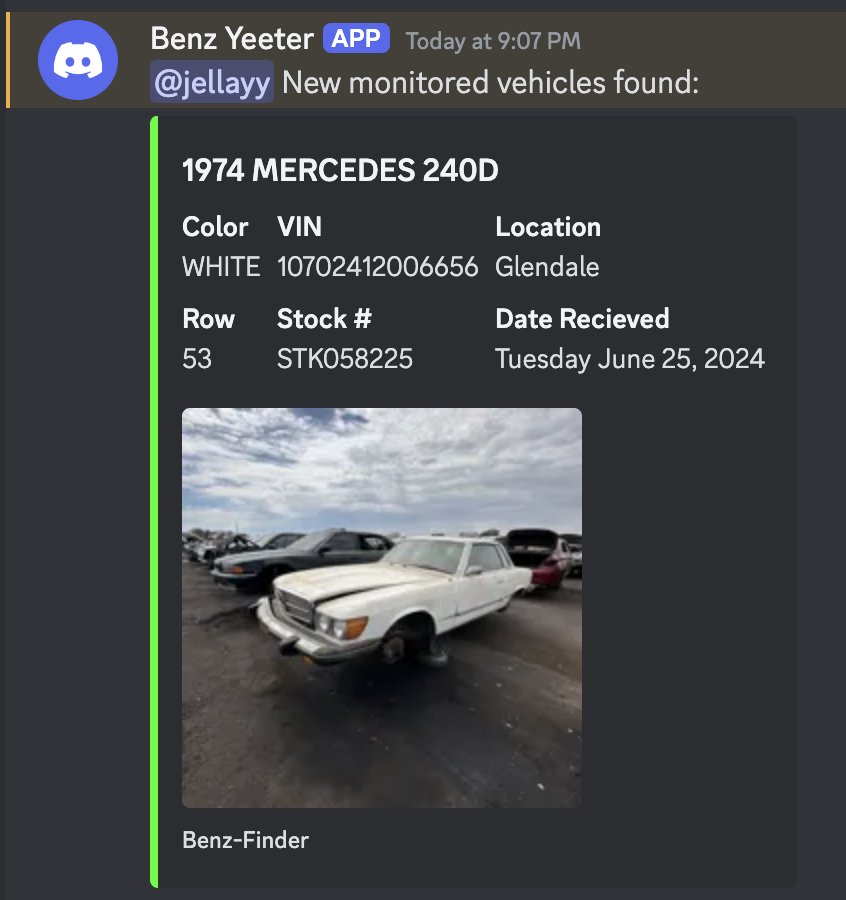 Benz Yeeter APP Today at 9:07 PM
@jellayy New monitored vehicles found:
1974 MERCEDES 240D
Color VIN Location
WHITE 10702412006656 Glendale
Row Stock # Date Recieved
53 STK058225 Tuesday June 25, 2024
Benz-Finder